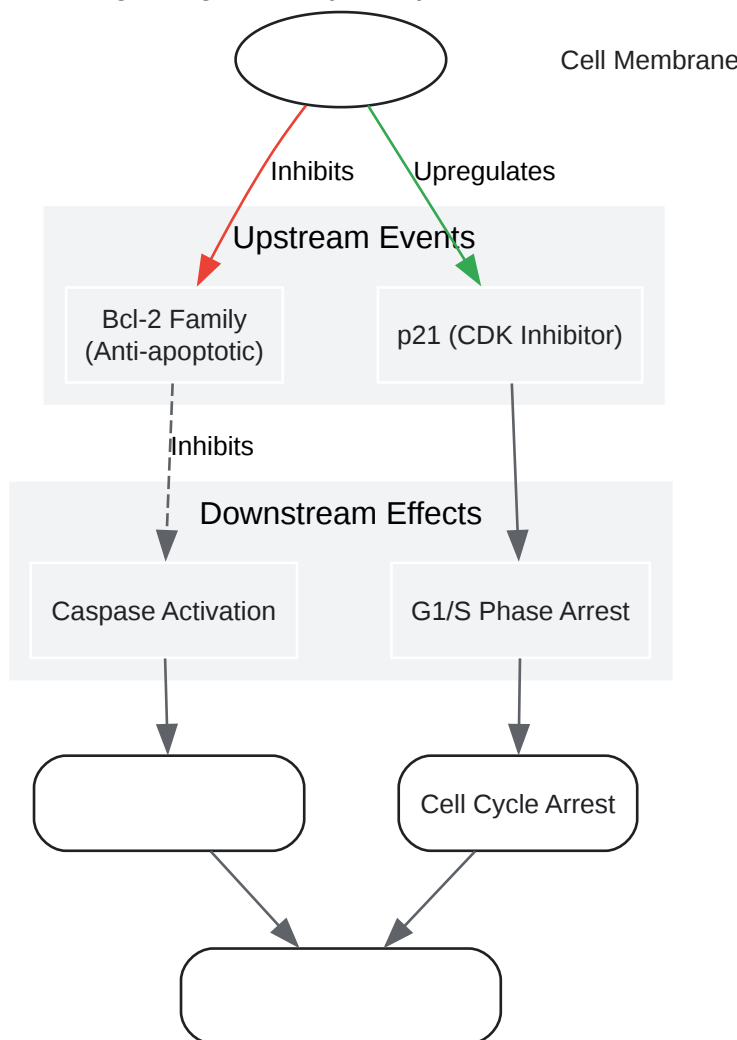 Cell Membrane
Inhibits
Upregulates
Upstream Events
Bcl-2 Family
(Anti-apoptotic)
p21 (CDK Inhibitor)
Inhibits
Downstream Effects
Caspase Activation
G1/S Phase Arrest
Cell Cycle Arrest